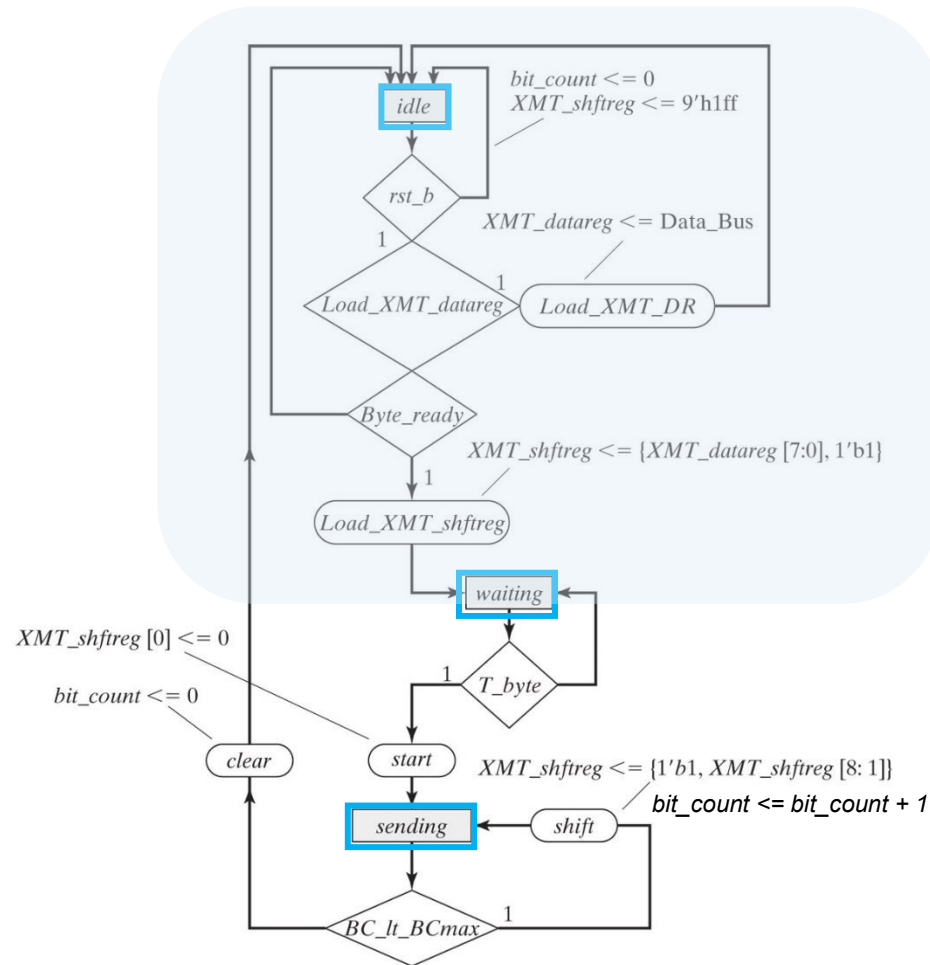 bit_count <= 0
XMT_shftreg <= 9'h1ff
idle
rst_b
XMT_datareg <= Data_Bus
1
1
Load_XMT_datareg
Load_XMT_DR
Byte_ready
XMT_shftreg <= {XMT_datareg [7:0], 1'b1}
1
Load_XMT_shftreg
waiting
XMT_shftreg [0] <= 0
1
T_byte
bit_count <= 0
clear
start
XMT_shftreg <= {1'b1, XMT_shftreg [8: 1]}
bit_count <= bit_count + 1
sending
shift
1
BC_lt_BCmax